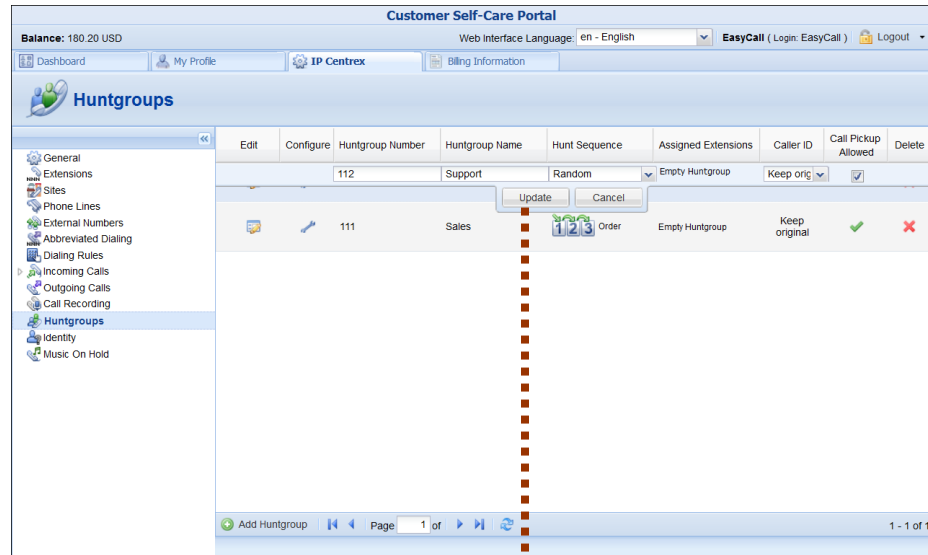 Customer Self-Care Portal
Balance: 180.20 USD
Web Interface Language: en - English
EasyCall ( Login: EasyCall )
Logout
Dashboard
My Profile
IP Centrex
Billing Information
Huntgroups
General
Extensions
Sites
Phone Lines
External Numbers
Abbreviated Dialing
Dialing Rules
Incoming Calls
Outgoing Calls
Call Recording
Huntgroups
Identity
Music On Hold
Edit Configure Huntgroup Number Huntgroup Name Hunt Sequence Assigned Extensions Caller ID Call Pickup Allowed Delete
112 Support Random Empty Huntgroup Keep orig
Update Cancel
111 Sales 123 Order Empty Huntgroup Keep original
Add Huntgroup Page 1 of 1 - 1 of 1